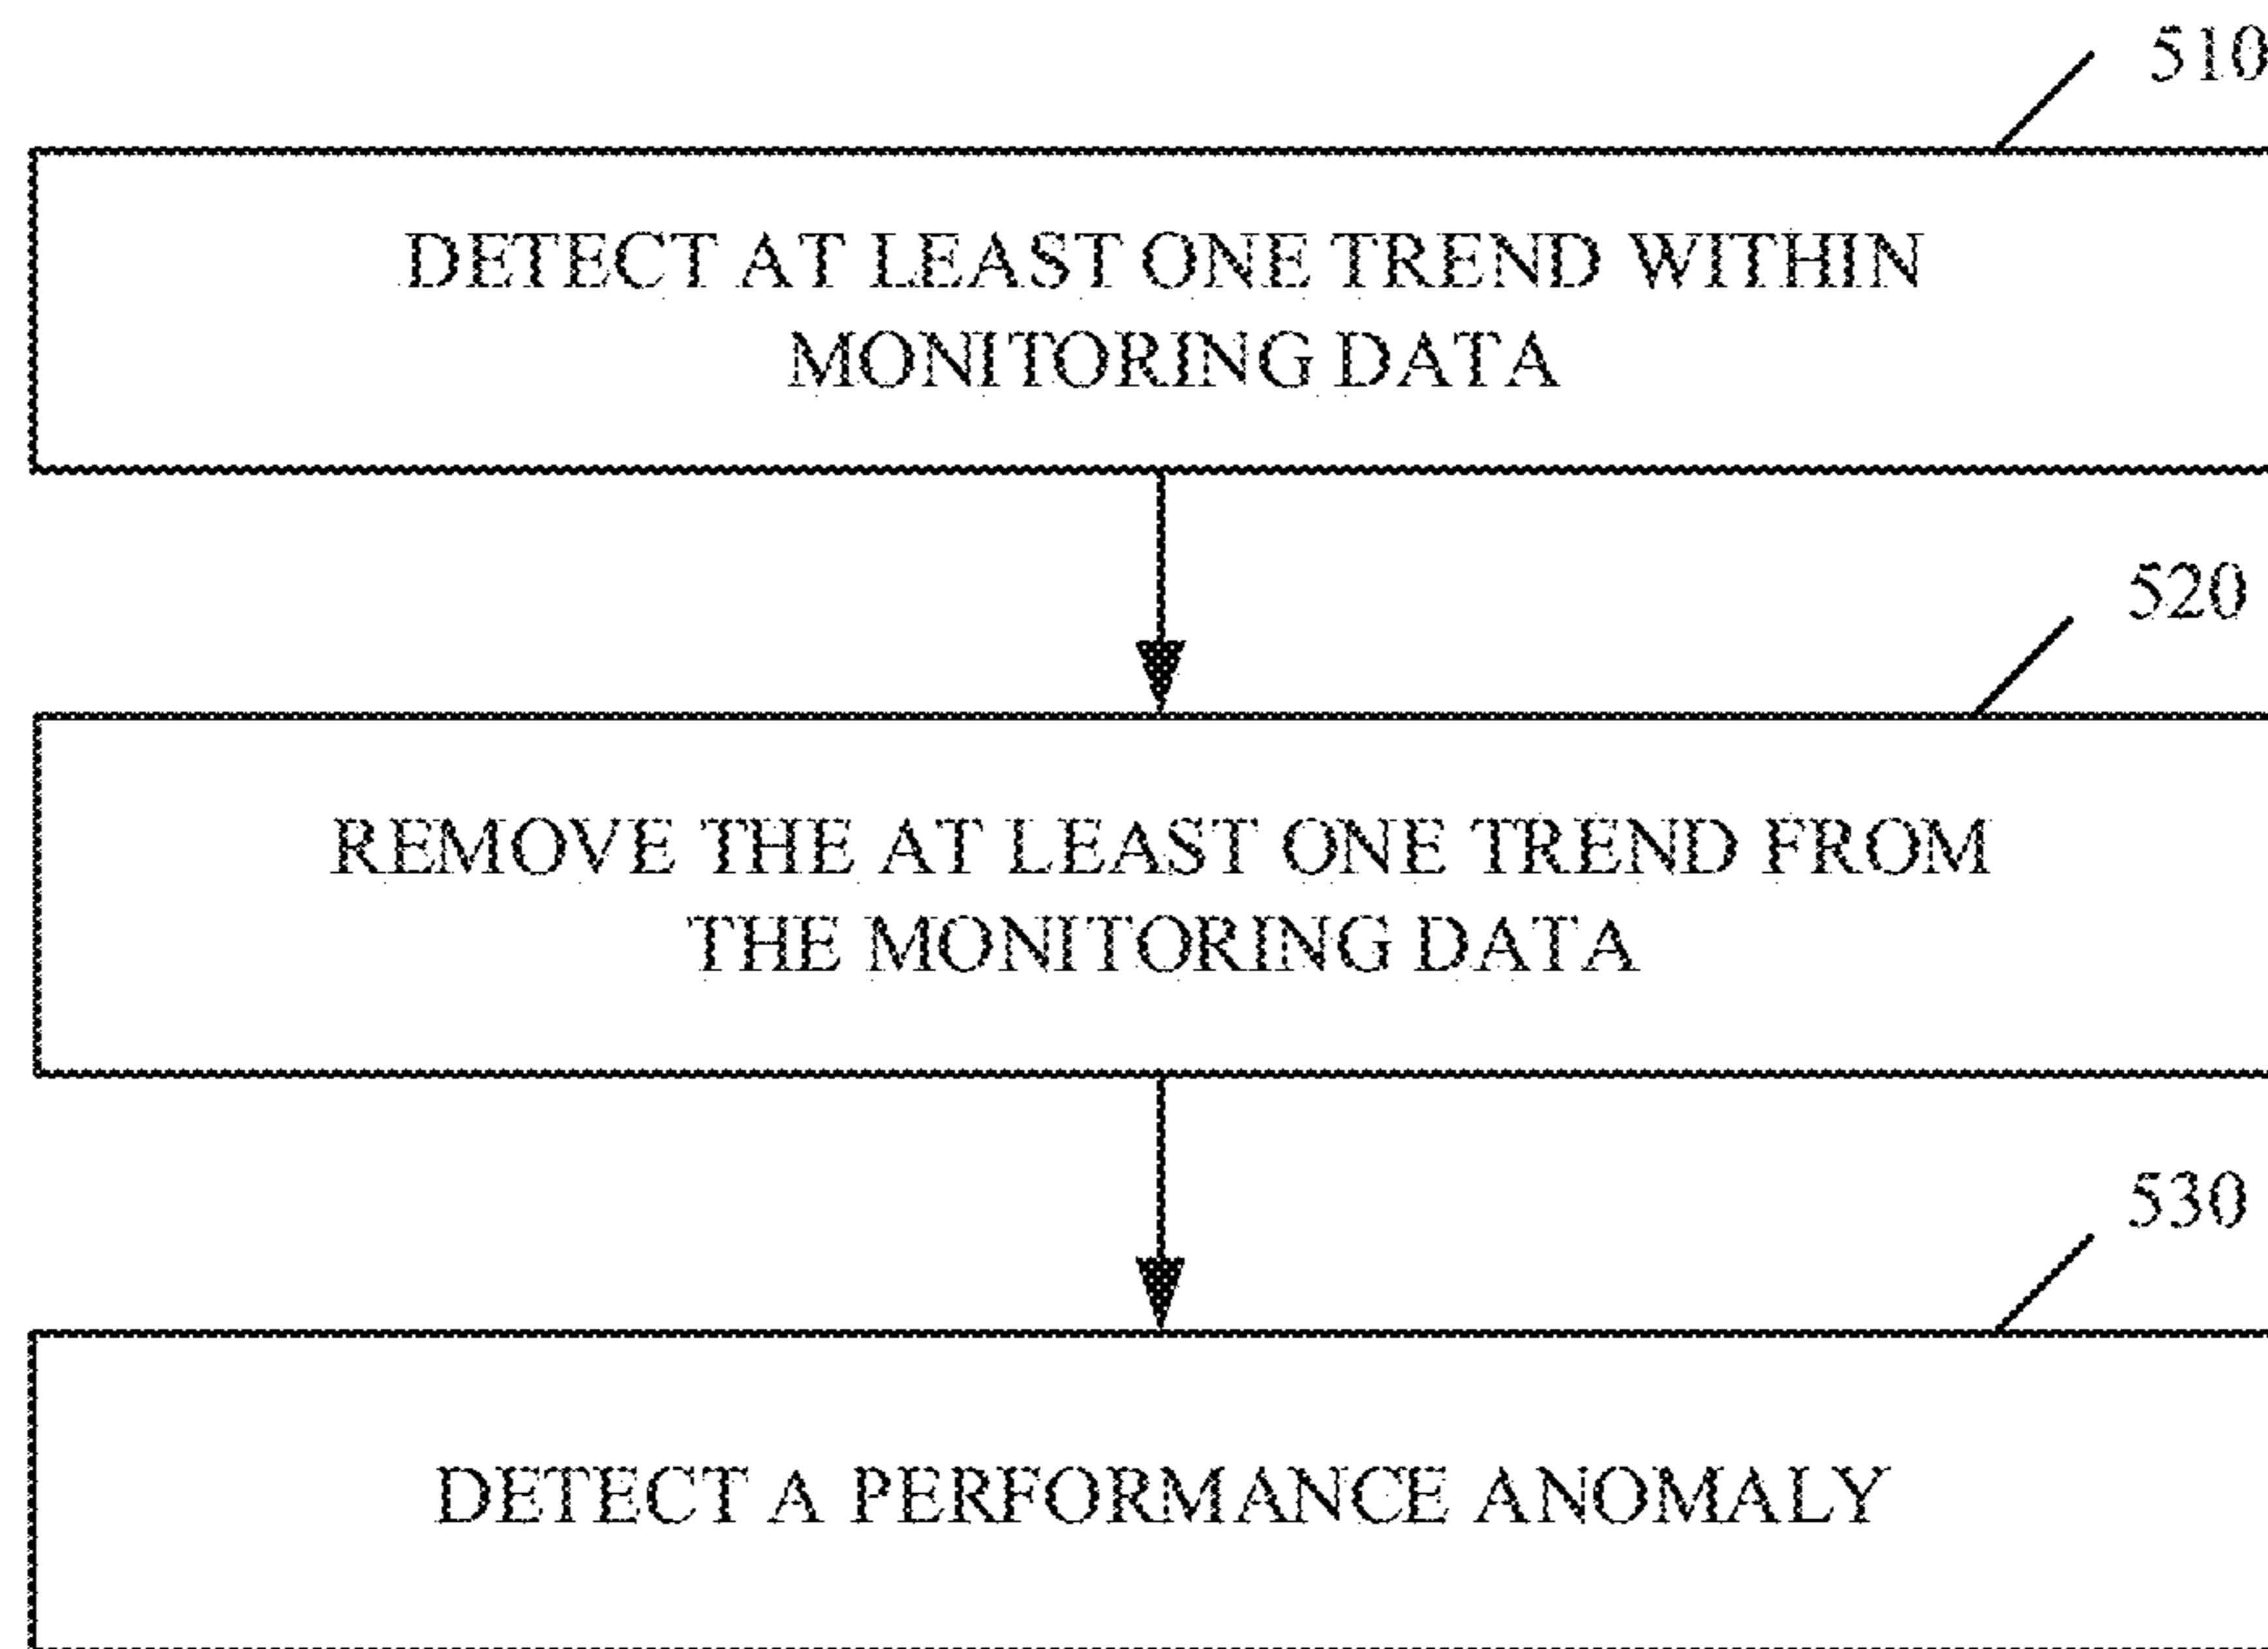 510
DETECT AT LEAST ONE TREND WITHIN
MONITORING DATA
520
REMOVE THE AT LEAST ONE TREND FROM
THE MONITORING DATA
530
DETECT A PERFORMANCE ANOMALY